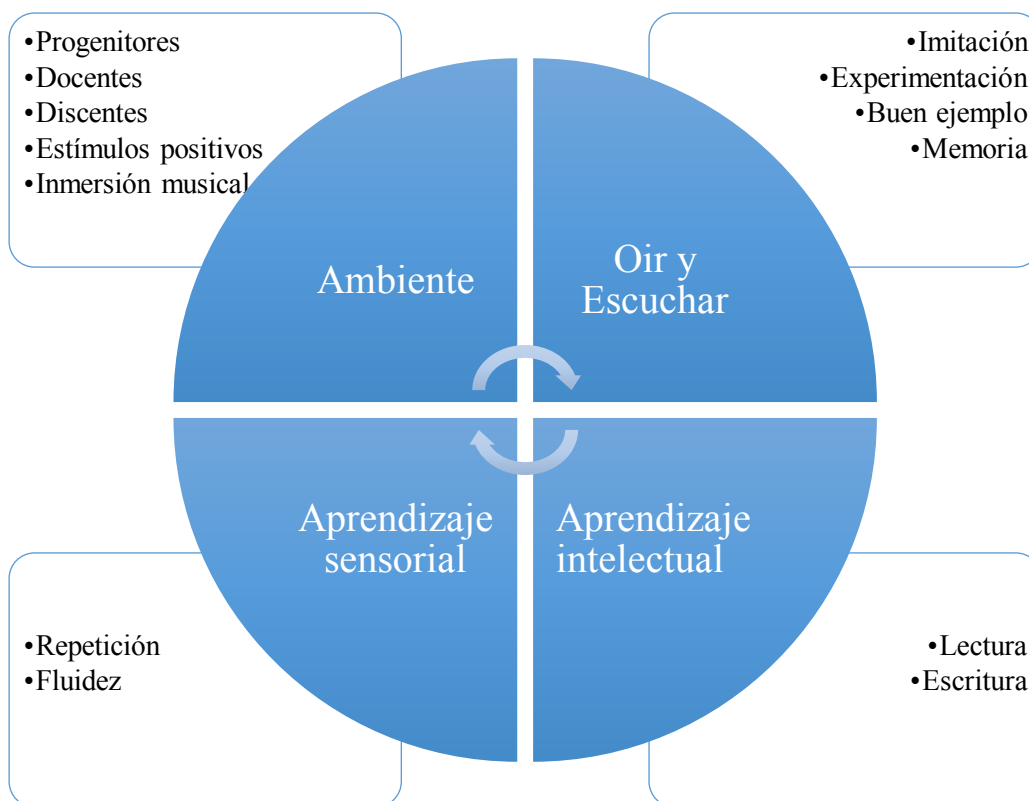 •Progenitores
•Docentes
•Discentes
•Estímulos positivos
•Inmersión musical
•Imitación
•Experimentación
•Buen ejemplo
•Memoria
Ambiente
Oir y
Escuchar
Aprendizaje
sensorial
Aprendizaje
intelectual
•Repetición
•Fluidez
•Lectura
•Escritura